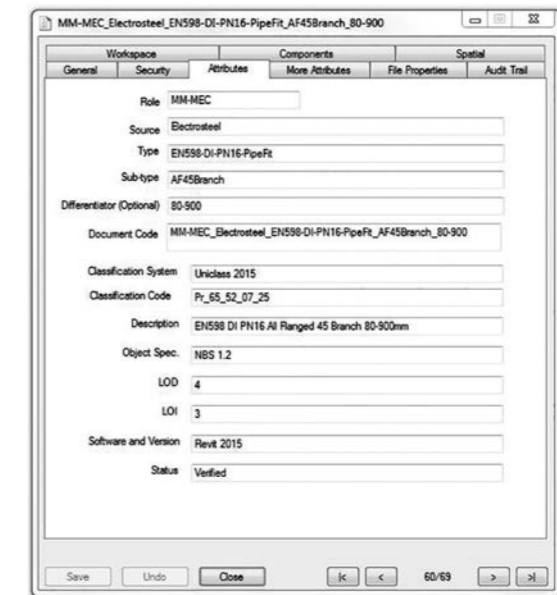 MM-MEC_Electrosteel_EN598-DI-PN16-PipeFit_AF45Branch_80-900
Workspace Components Spatial
General Security Attributes More Attributes File Properties Audit Trail
Role MM-MEC
Source Electrosteel
Type EN598-DI-PN16-PipeFit
Sub-type AF45Branch
Differentiator (Optional) 80-900
Document Code MM-MEC_Electrosteel_EN598-DI-PN16-PipeFit_AF45Branch_80-900
Classification System Uniclass 2015
Classification Code Pr_65_52_07_25
Description EN598 DI PN16 All Flanged 45 Branch 80-900mm
Object Spec. NBS 1.2
LOD 4
LOI 3
Software and Version Revit 2015
Status Verified
Save Undo Close |< < 60/69 > >|